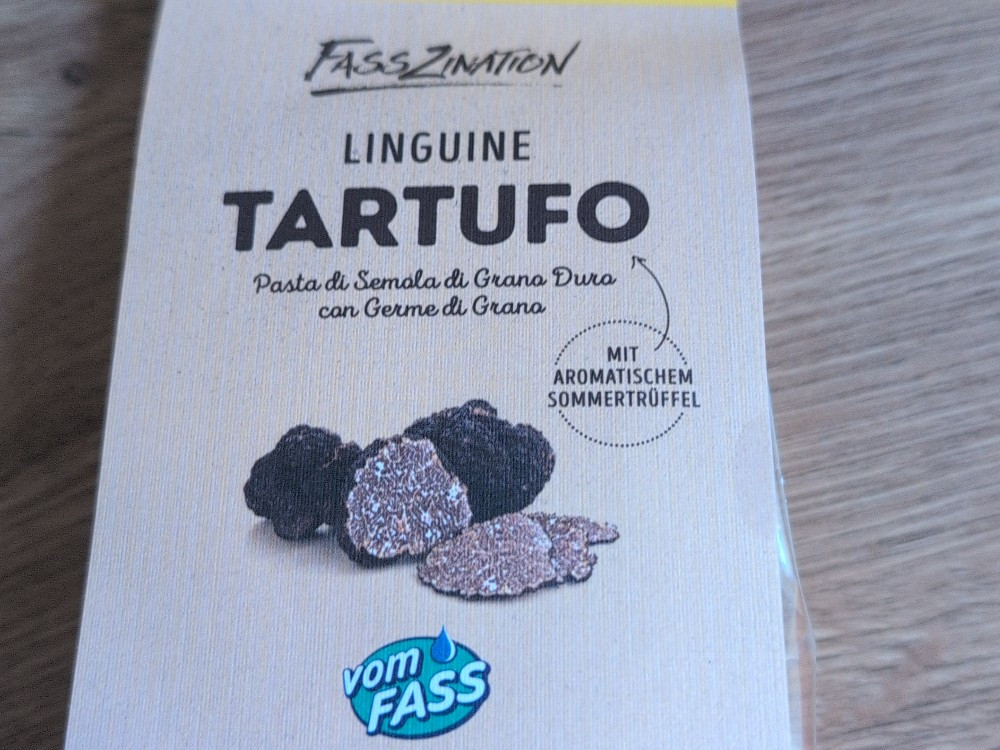 FASSZINATION
LINGUINE
TARTUFO
Pasta di Semola di Grano Duro
con Germe di Grano
MIT
AROMATISCHEM
SOMMERTRÜFFEL
vom
FASS